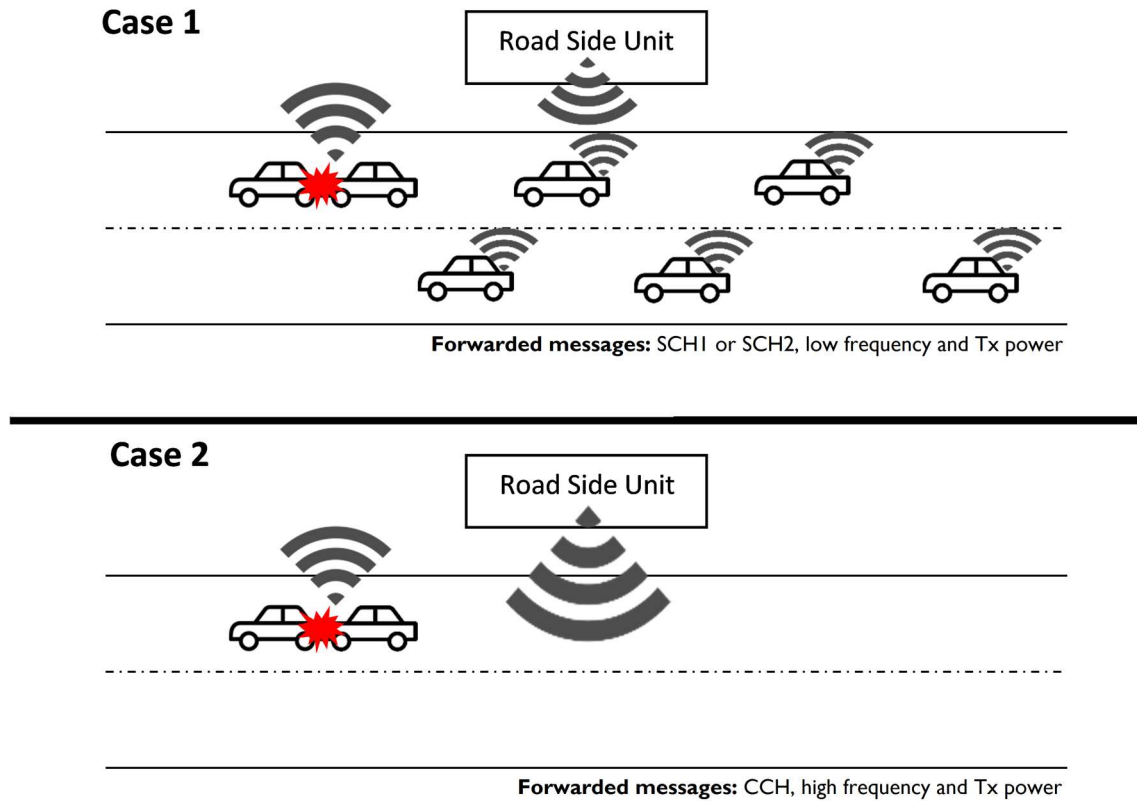 Case 1
Road Side Unit
Forwarded messages: SCH1 or SCH2, low frequency and Tx power
Case 2
Road Side Unit
Forwarded messages: CCH, high frequency and Tx power